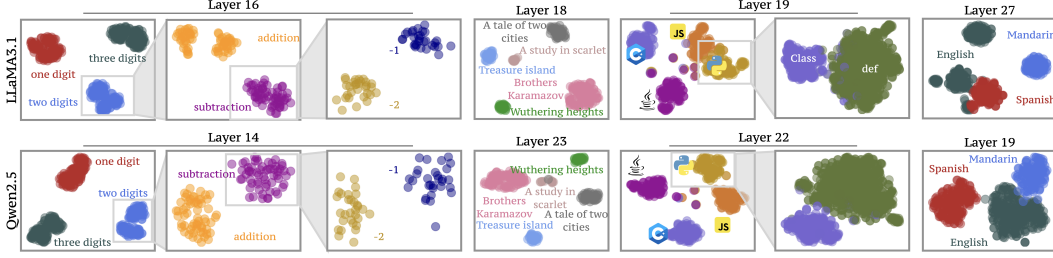 Layer 16
Layer 18
Layer 19
Layer 27
LLaMA3.1
one digit
three digits
two digits
addition
subtraction
-1
-2
A tale of two
cities
A study in scarlet
Treasure island
Brothers
Karamazov
Wuthering heights
JS
Class
def
Mandarin
English
Spanish
Layer 14
Layer 23
Layer 22
Layer 19
Qwen2.5
one digit
two digits
three digits
subtraction
addition
-1
-2
Wuthering heights
Brothers
Karamazov
A study in
scarlet
A tale of two
cities
Treasure island
JS
Mandarin
Spanish
English